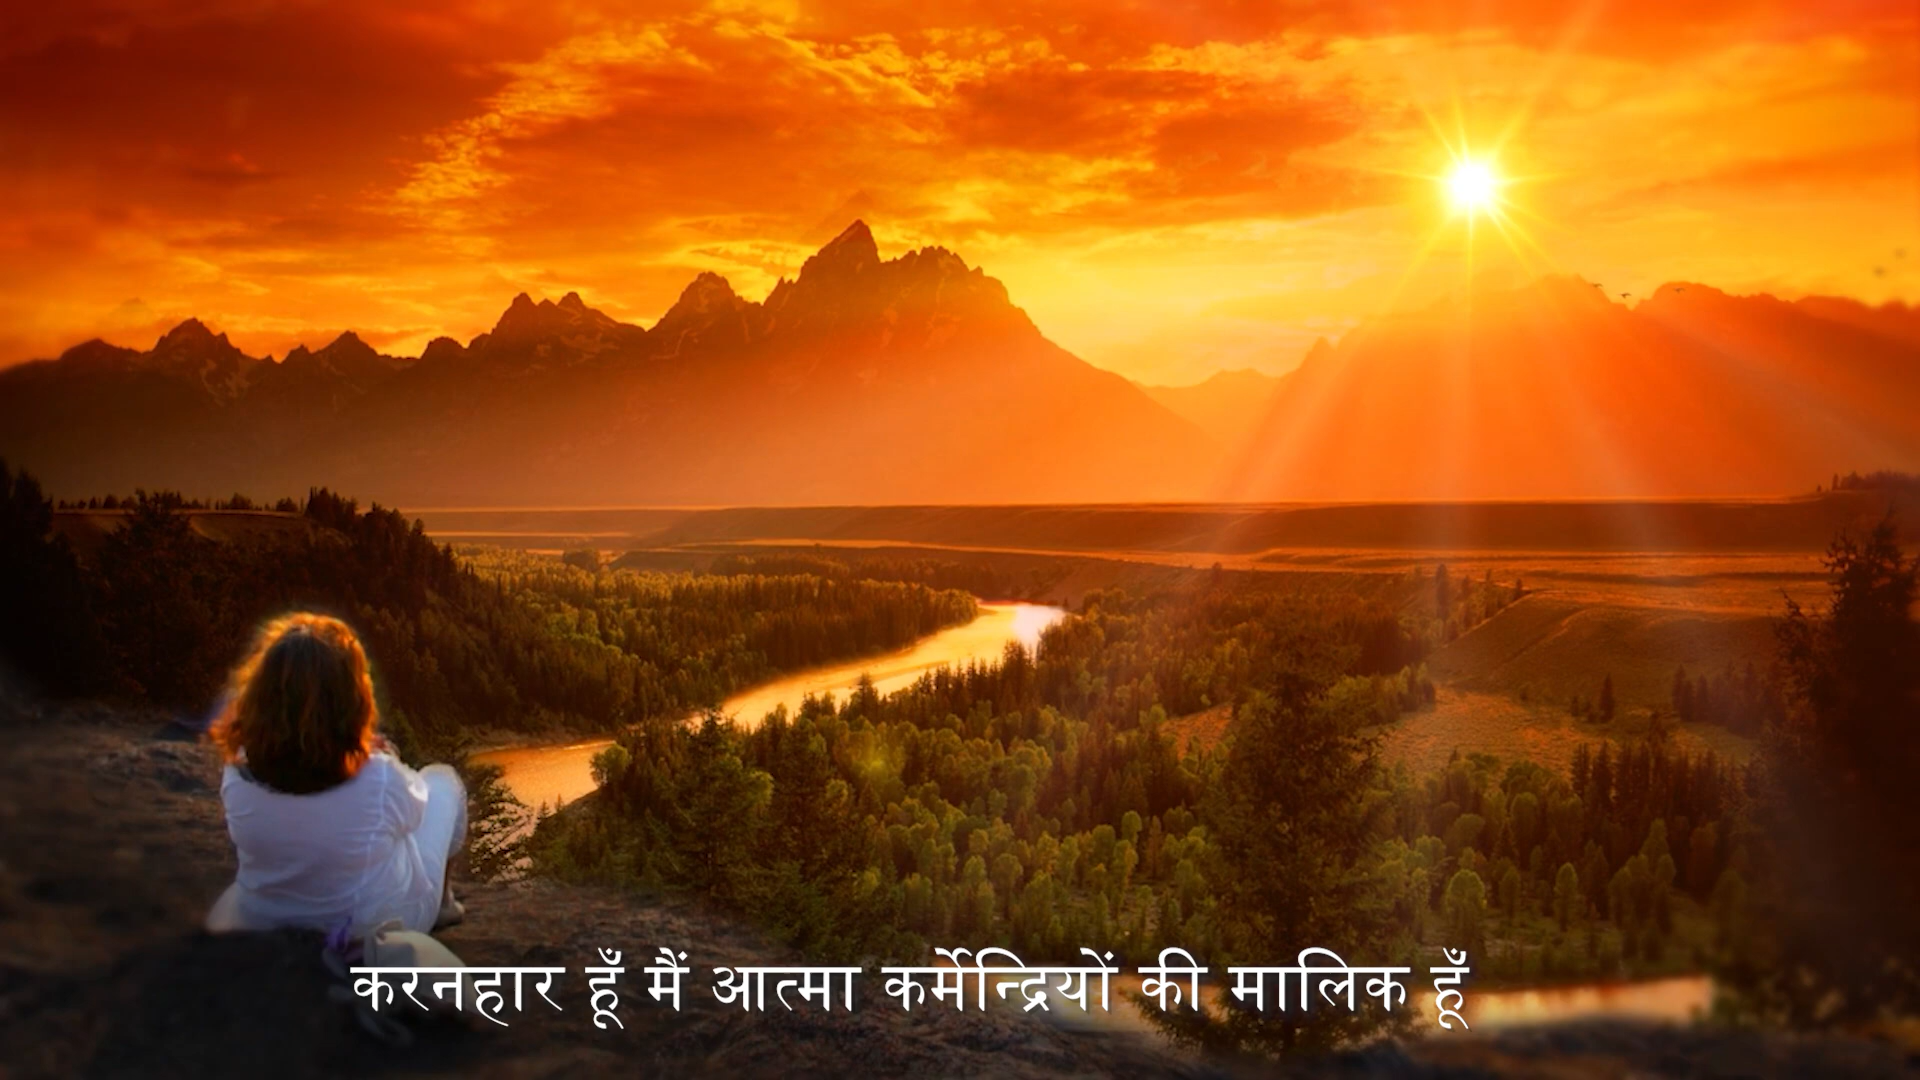 करनहार हूँ मैं आत्मा कर्मेन्द्रियों की मालिक हूँ